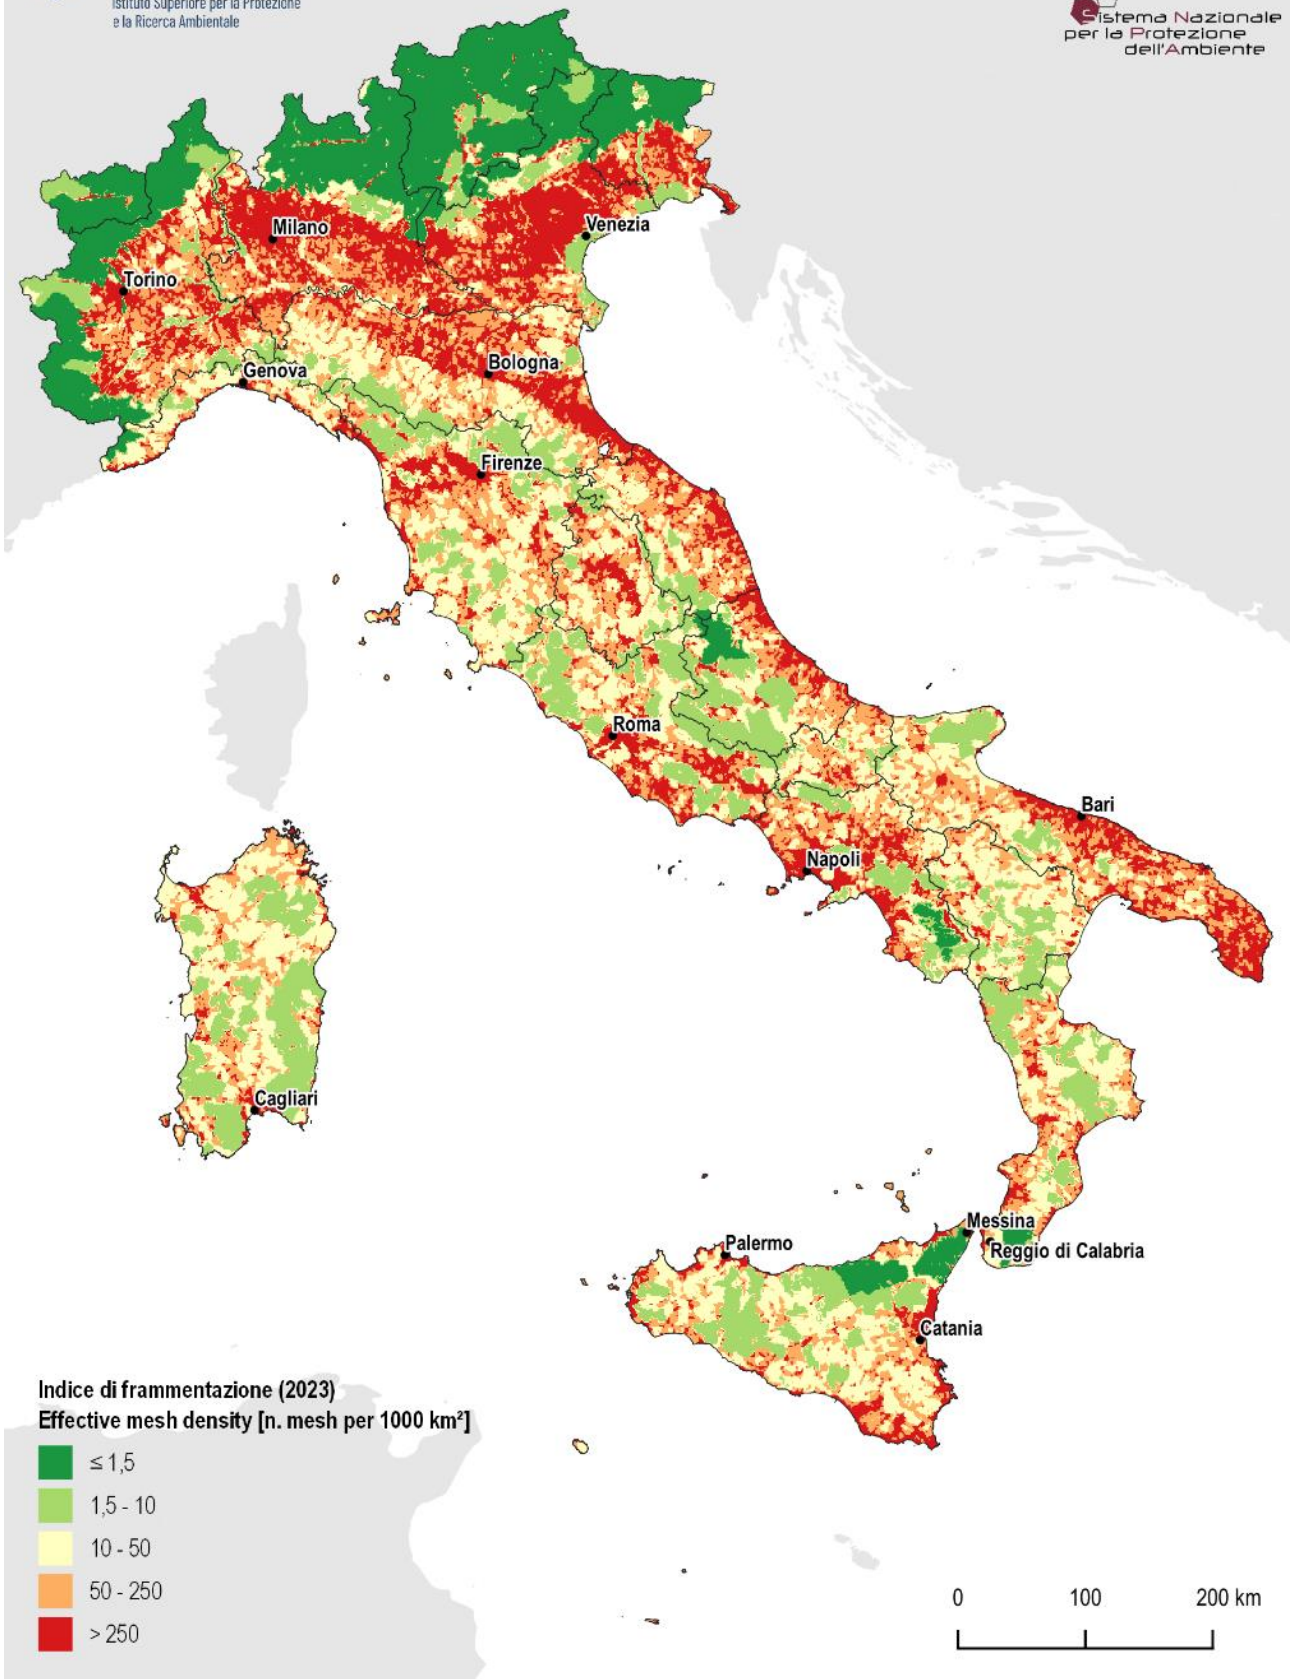 Istituto Superiore per la Protezione
e la Ricerca Ambientale
Sistema Nazionale
per la Protezione
dell'Ambiente
Milano
Venezia
Torino
Genova
Bologna
Firenze
Roma
Bari
Napoli
Cagliari
Messina
Palermo
Reggio di Calabria
Catania
Indice di frammentazione (2023)
Effective mesh density [n. mesh per 1000 km²]
≤ 1,5
1,5 - 10
10 - 50
50 - 250
> 250
0 100 200 km